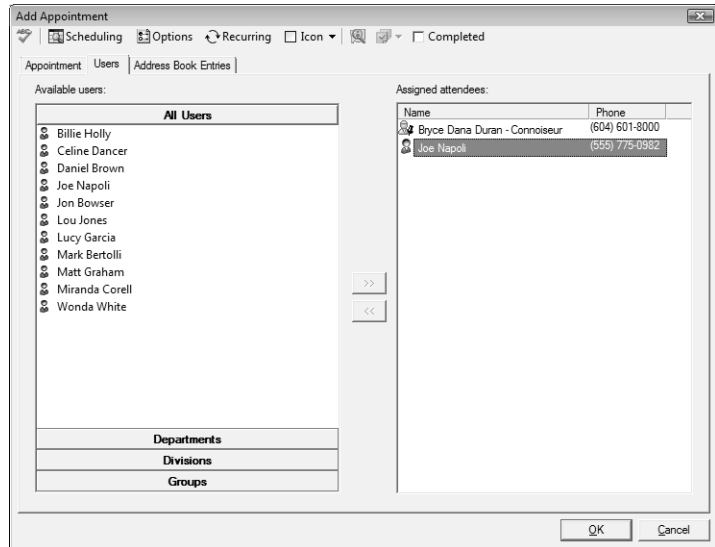 Add Appointment
Scheduling Options Recurring Icon Completed
Appointment Users Address Book Entries
Available users:
All Users
Billie Holly
Celine Dancer
Daniel Brown
Joe Napoli
Jon Bowser
Lou Jones
Lucy Garcia
Mark Bertolli
Matt Graham
Miranda Corell
Wonda White
Departments
Divisions
Groups
>>
<<
Assigned attendees:
Name Phone
Bryce Dana Duran - Connoiseur (604) 601-8000
Joe Napoli (555) 775-0982
OK Cancel